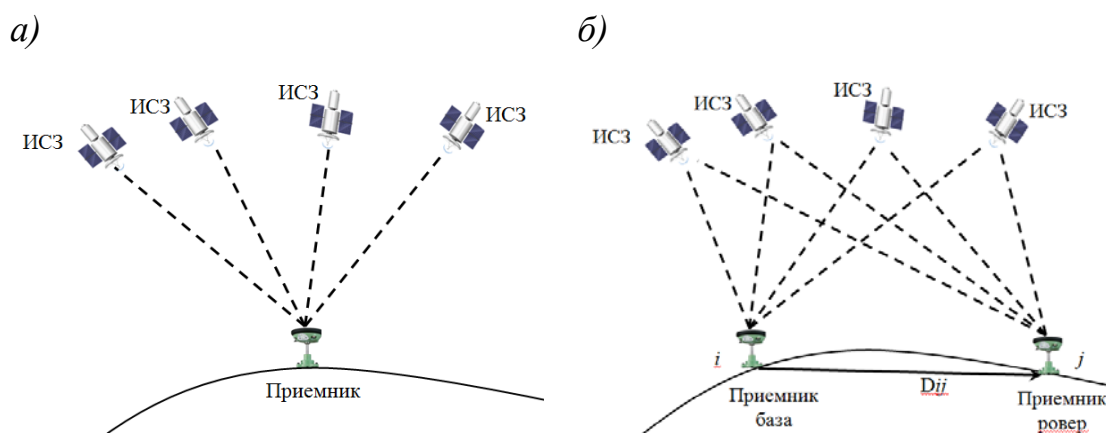 а)
ИСЗ
ИСЗ
ИСЗ
ИСЗ
Приемник
б)
ИСЗ
ИСЗ
ИСЗ
ИСЗ
i
j
Dij
Приемник
база
Приемник
ровер